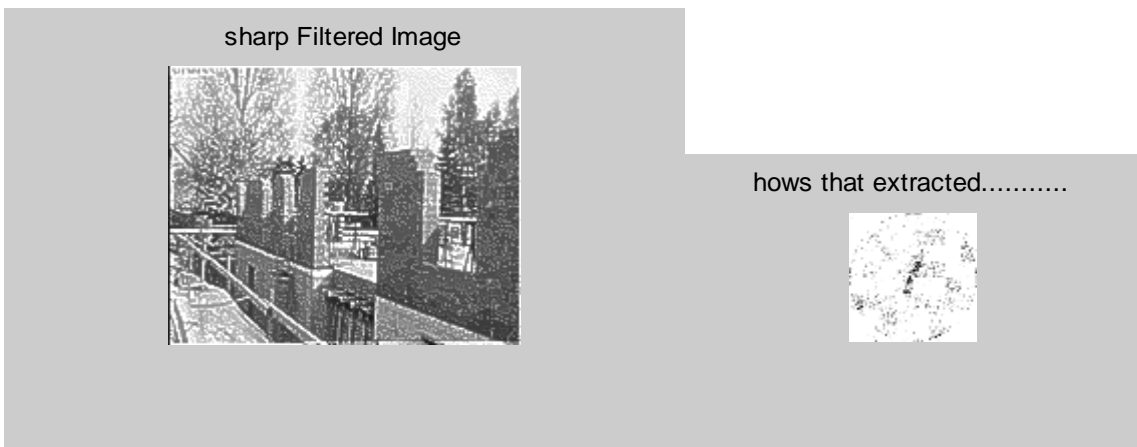 sharp Filtered Image
hows that extracted...........